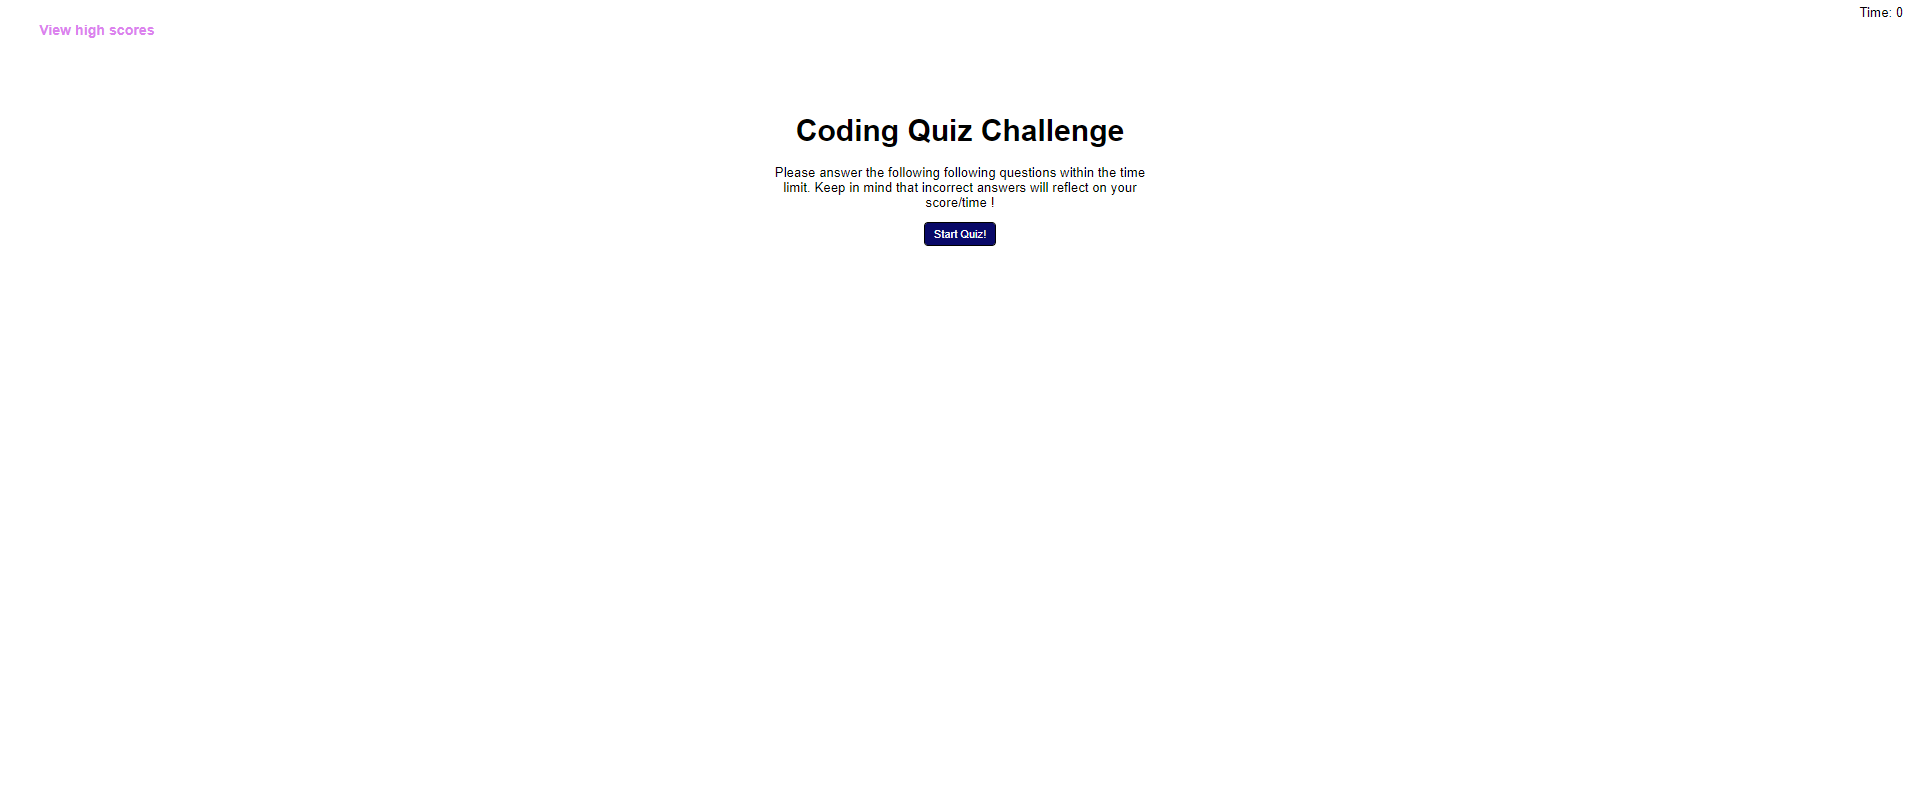 Time: 0
View high scores
Coding Quiz Challenge
Please answer the following following questions within the time
limit. Keep in mind that incorrect answers will reflect on your
score/time !
Start Quiz!